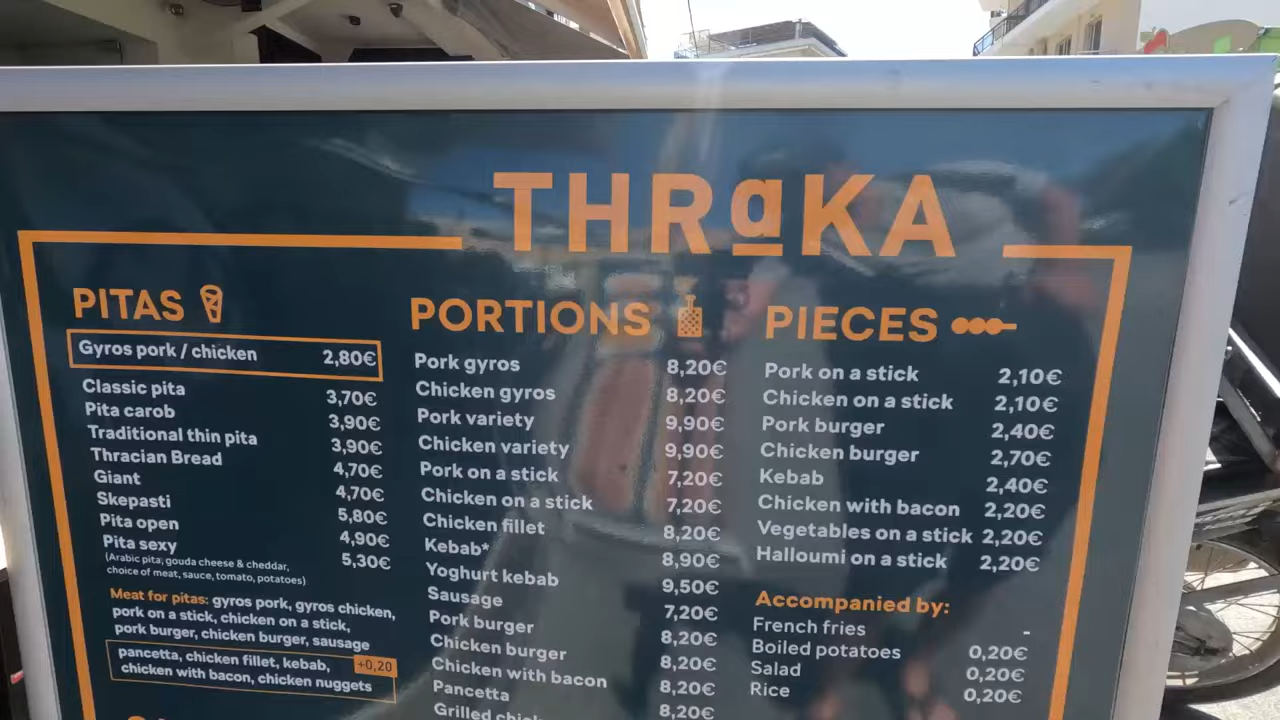 THRaKA
PITAS
Gyros pork / chicken 2,80€
Classic pita 3,70€
Pita carob 3,90€
Traditional thin pita 3,90€
Thracian Bread 4,70€
Giant 4,70€
Skepasti 5,80€
Pita open 4,90€
Pita sexy 5,30€
(Arabic pita, gouda cheese & cheddar,
choice of meat, sauce, tomato, potatoes)
Meat for pitas: gyros pork, gyros chicken,
pork on a stick, chicken on a stick,
pork burger, chicken burger, sausage
pancetta, chicken fillet, kebab, +0,20
chicken with bacon, chicken nuggets
PORTIONS
Pork gyros 8,20€
Chicken gyros 8,20€
Pork variety 9,90€
Chicken variety 9,90€
Pork on a stick 7,20€
Chicken on a stick 7,20€
Chicken fillet 8,20€
Kebab* 8,90€
Yoghurt kebab 9,50€
Sausage 7,20€
Pork burger 8,20€
Chicken burger 8,20€
Chicken with bacon 8,20€
Pancetta 8,20€
Grilled
PIECES
Pork on a stick 2,10€
Chicken on a stick 2,10€
Pork burger 2,40€
Chicken burger 2,70€
Kebab 2,40€
Chicken with bacon 2,20€
Vegetables on a stick 2,20€
Halloumi on a stick 2,20€
Accompanied by:
French fries -
Boiled potatoes 0,20€
Salad 0,20€
Rice 0,20€